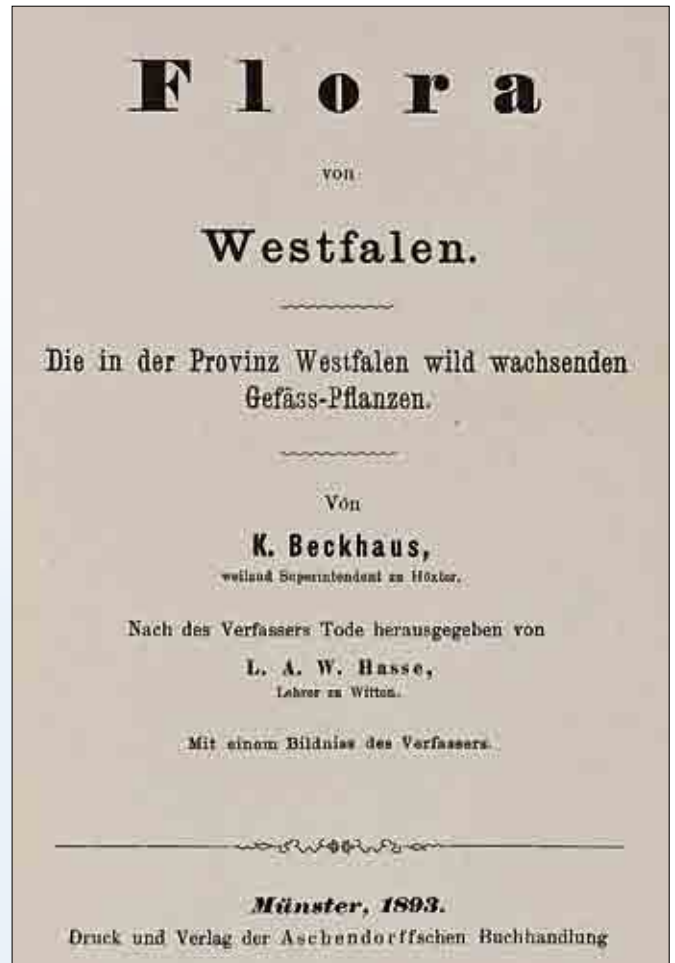 Flora
von
Westfalen.
Die in der Provinz Westfalen wild wachsenden
Gefäss-Pflanzen.
Von
K. Beckhaus,
weiland Superintendent zu Höxter.
Nach des Verfassers Tode herausgegeben von
L. A. W. Hasse,
Lehrer zu Witten.
Mit einem Bildniss des Verfassers.
Münster, 1893.
Druck und Verlag der Aschendorffschen Buchhandlung